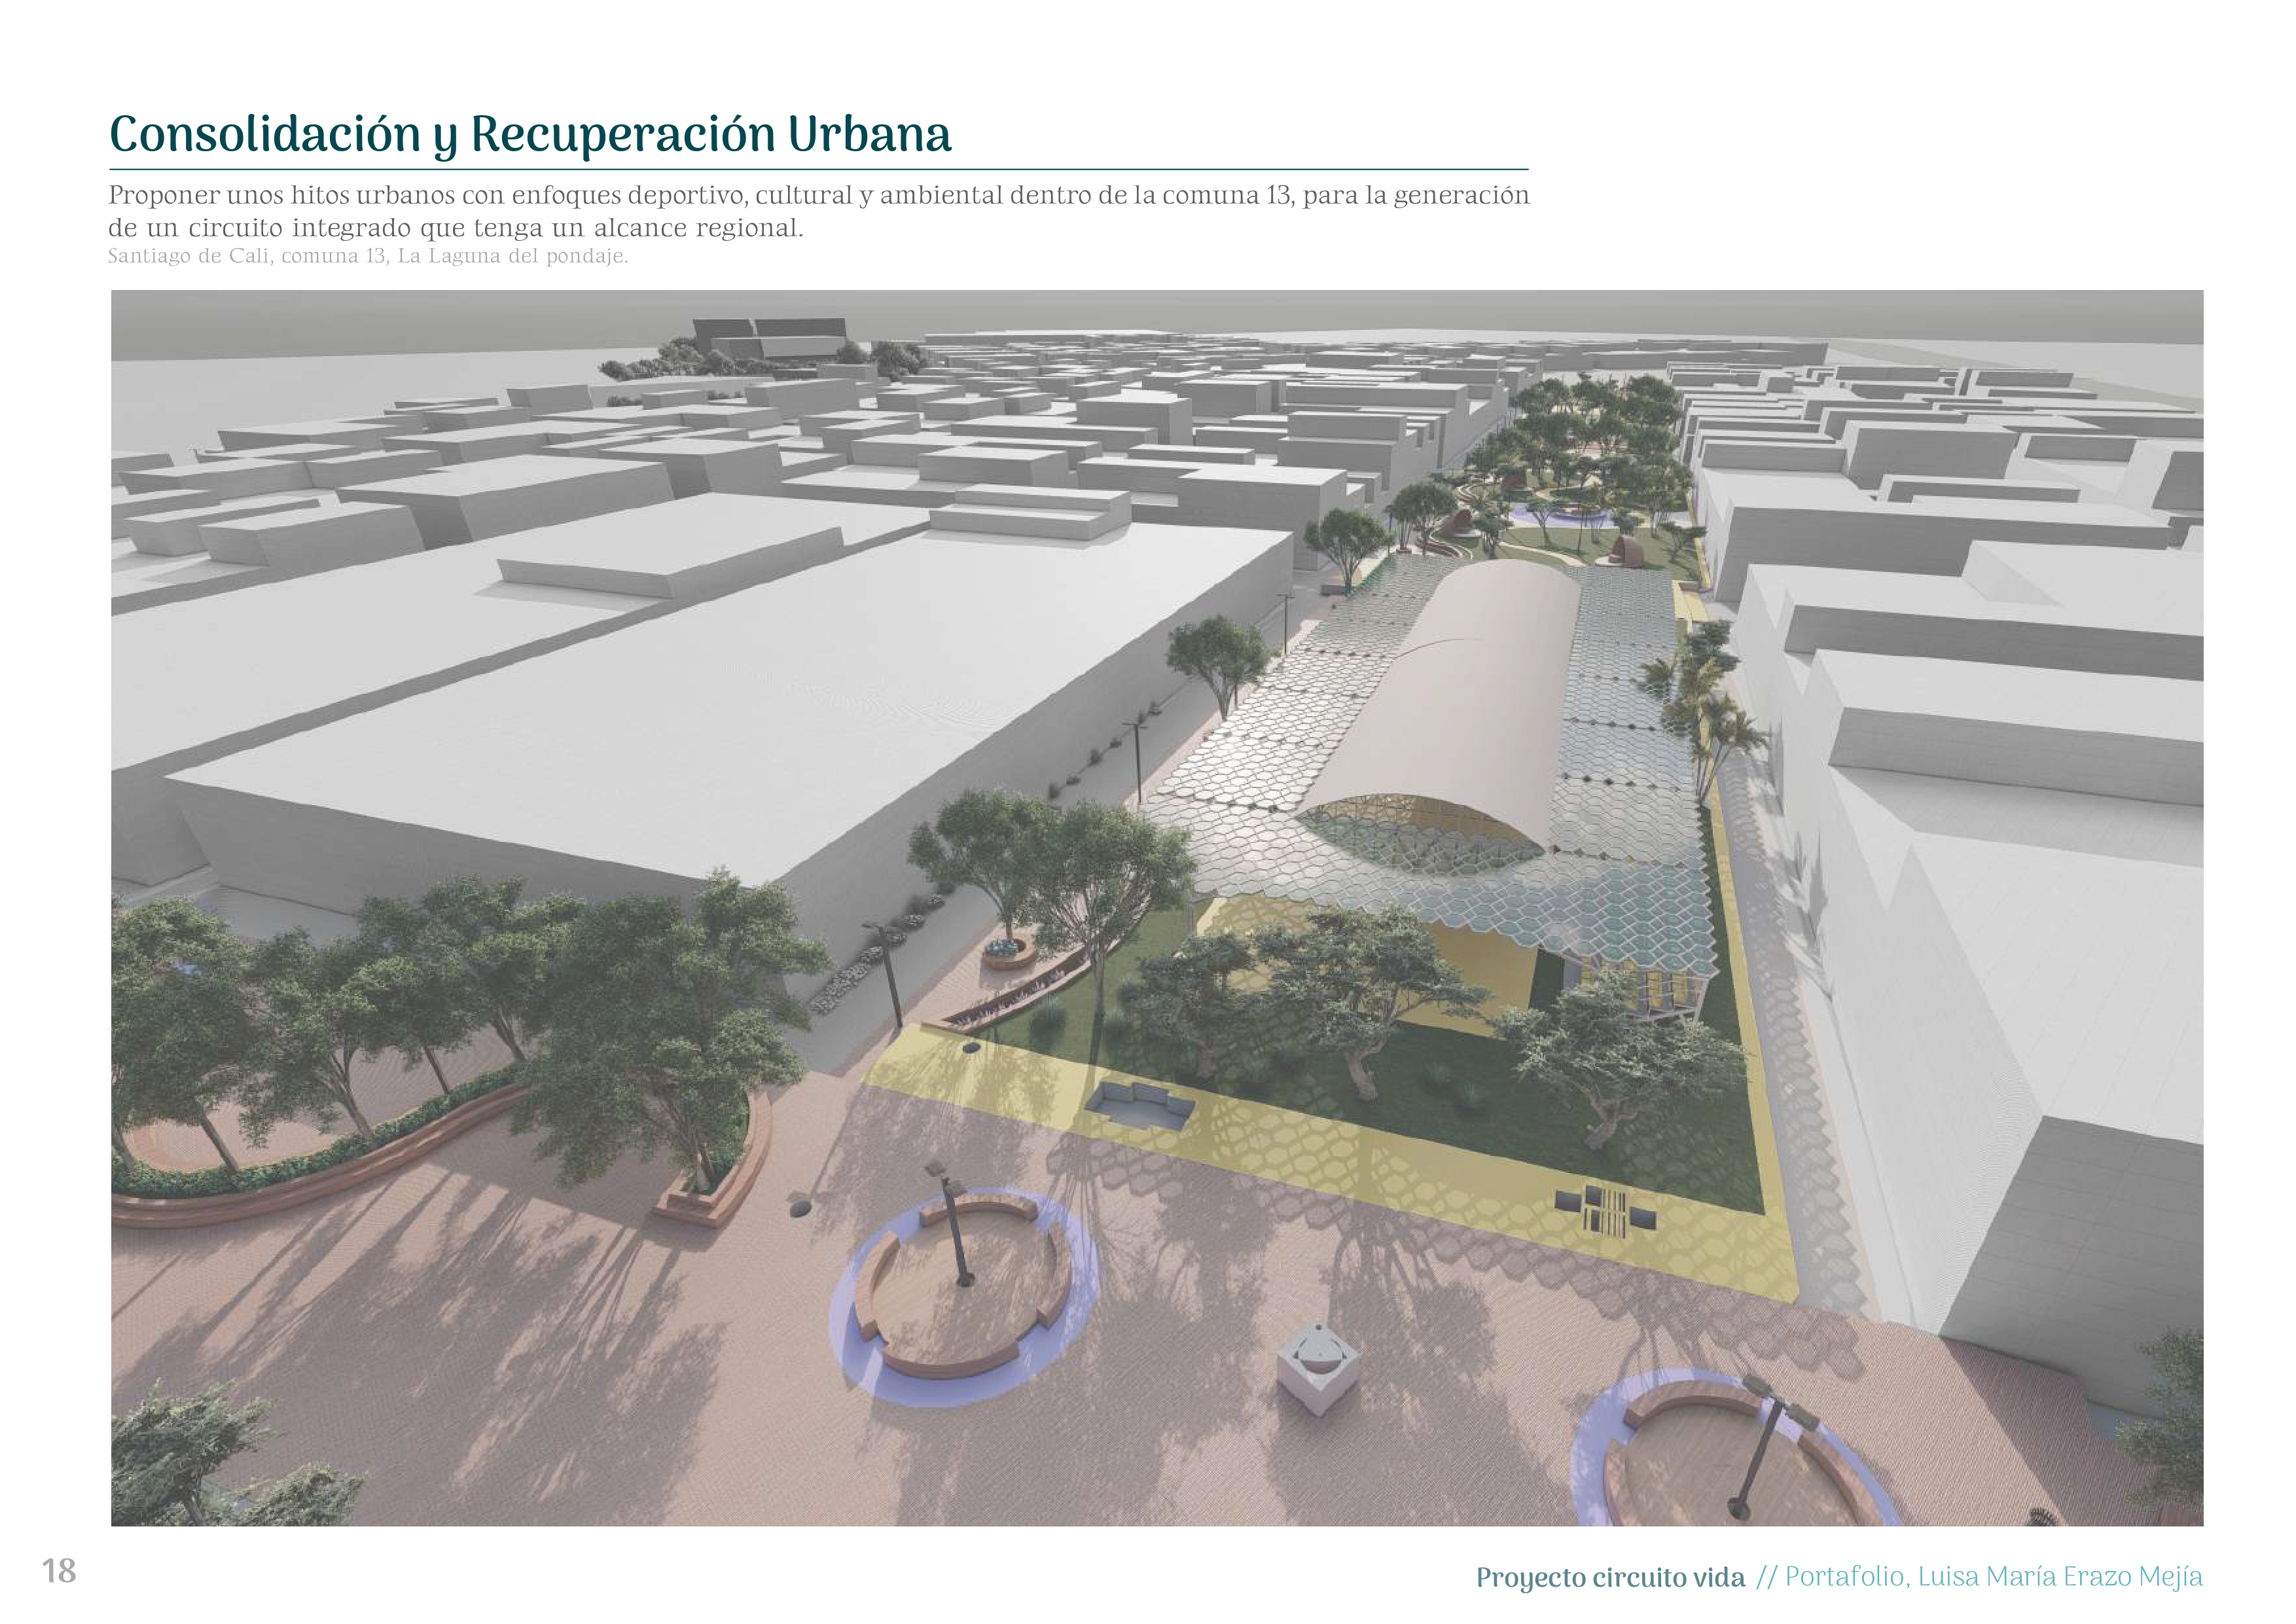 Consolidación y Recuperación Urbana
Proponer unos hitos urbanos con enfoques deportivo, cultural y ambiental dentro de la comuna 13, para la generación
de un circuito integrado que tenga un alcance regional.
Santiago de Cali, comuna 13, La Laguna del pondaje.
18
Proyecto circuito vida // Portafolio, Luisa María Erazo Mejía